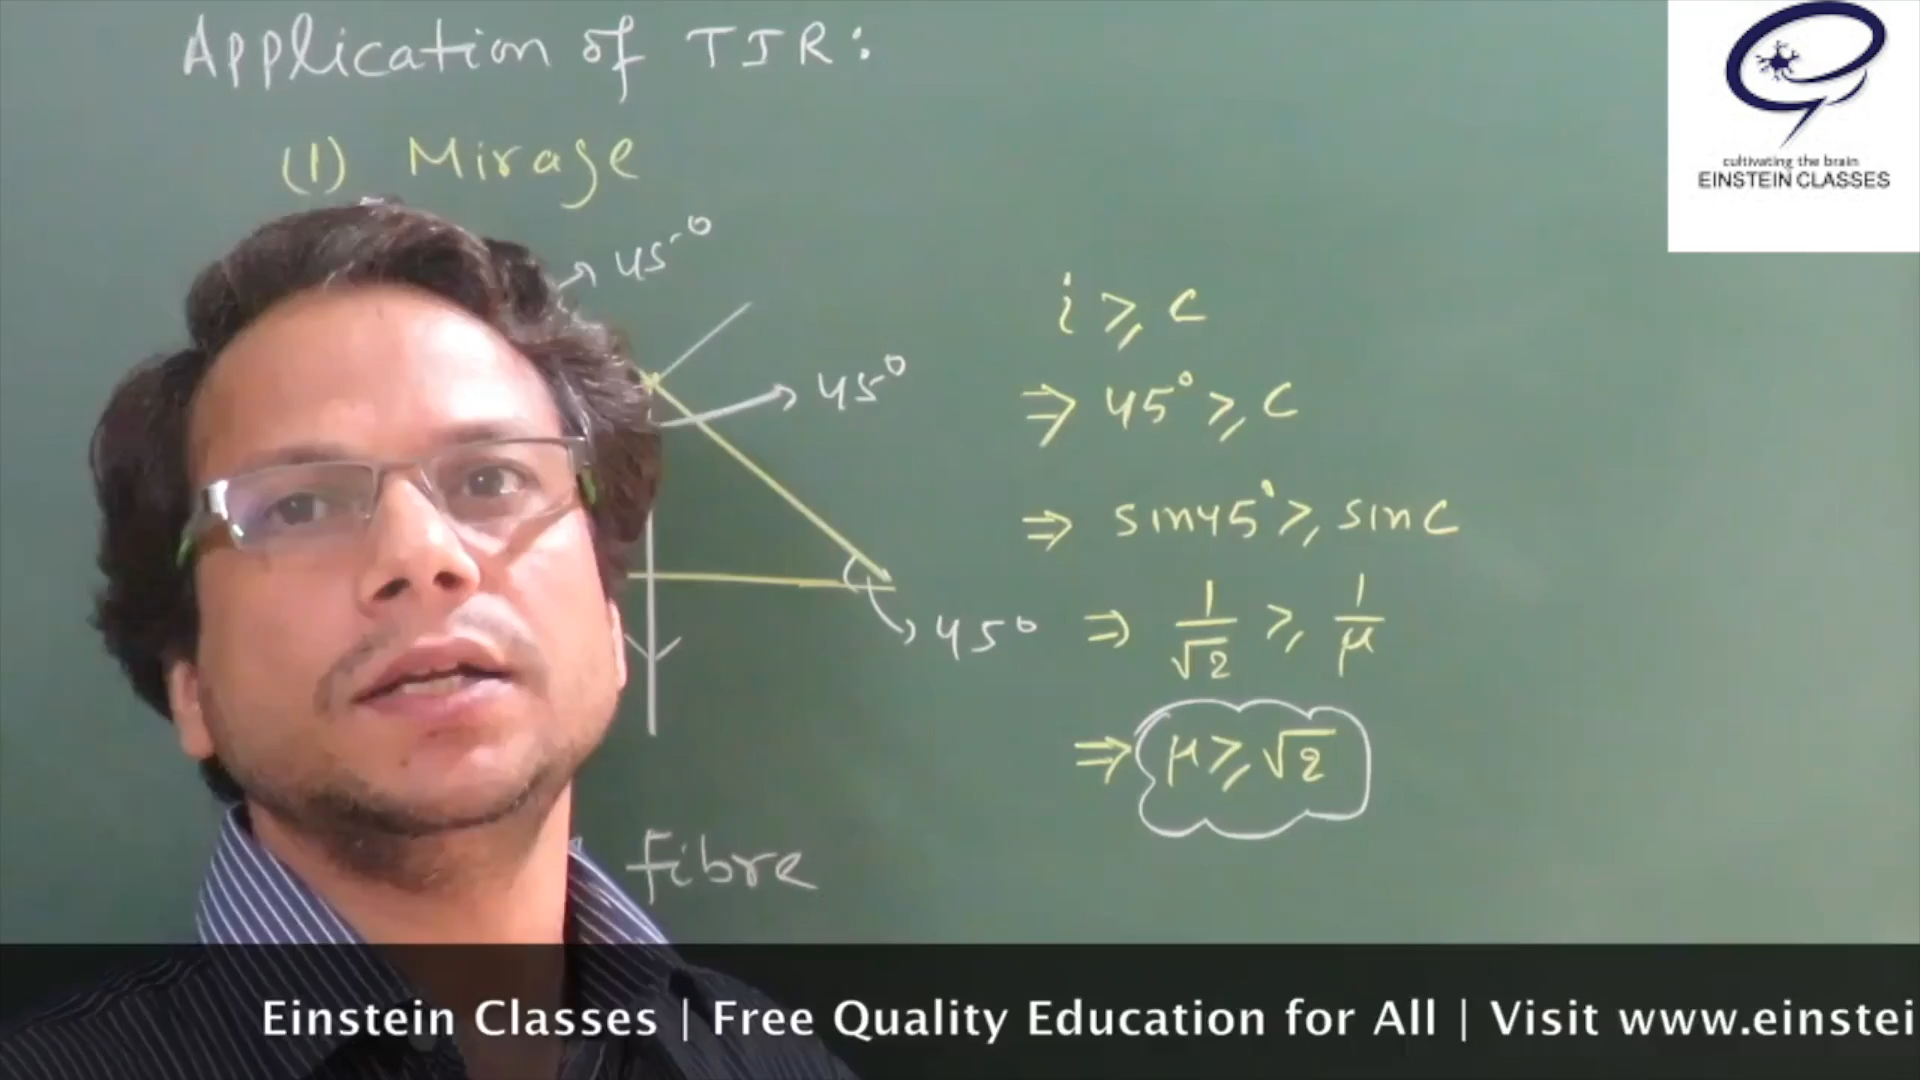 Application of TIR:
(1) Mirage
45°
45°
45°
i ⩾ c
⇒ 45° ⩾ c
⇒ sin45° ⩾ sinc
⇒ 1/√2 ⩾ 1/μ
⇒ μ ⩾ √2
fibre
cultivating the brain
EINSTEIN CLASSES
Einstein Classes | Free Quality Education for All | Visit www.einstei